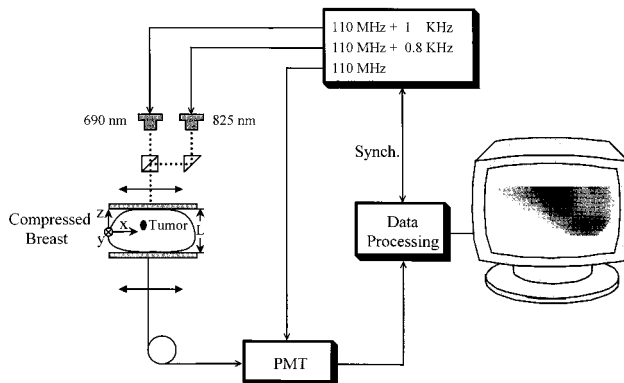 110 MHz + 1 KHz
110 MHz + 0.8 KHz
110 MHz
690 nm
825 nm
Synch.
Compressed
Breast
z
x
y
Tumor
L
Data
Processing
PMT